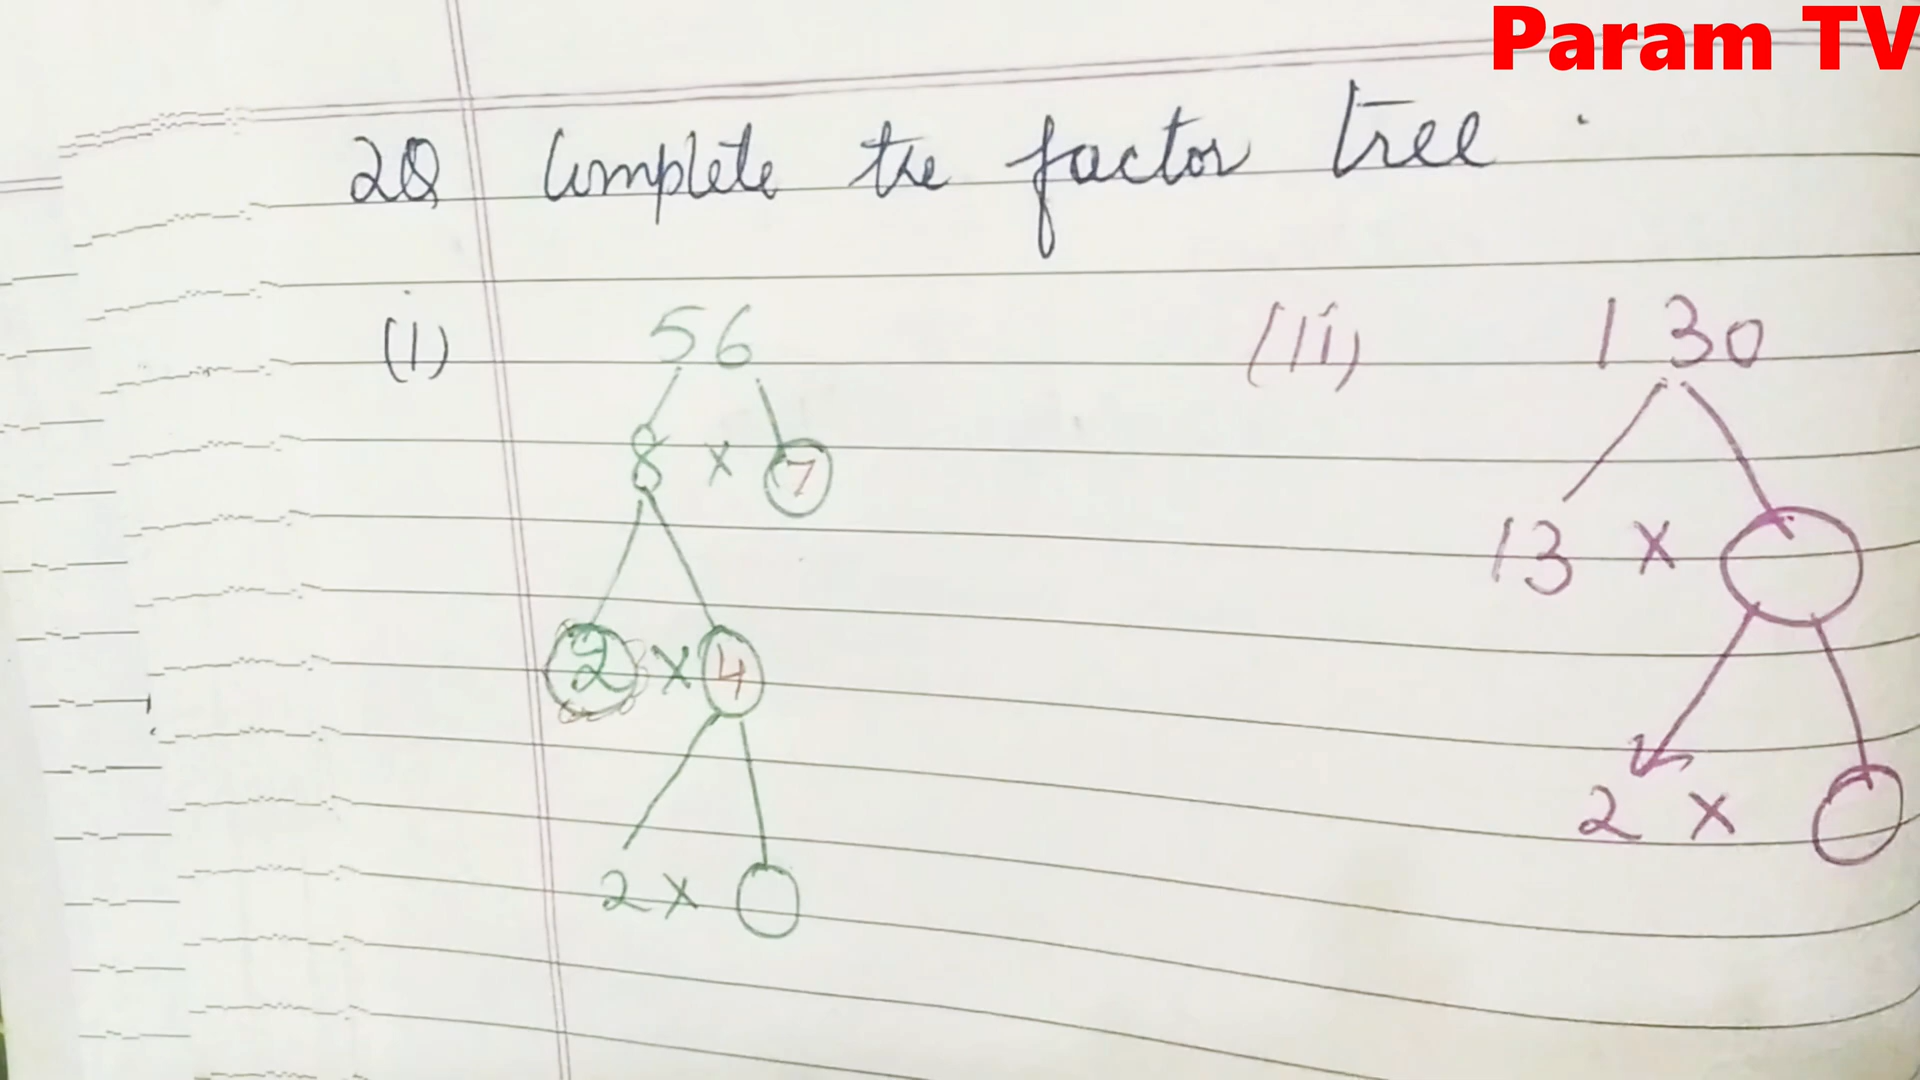 Param TV
2Q Complete the factor tree .
(i) 56 (ii) 130
8 x 7
13 x
2 x 4
2 x
2 x